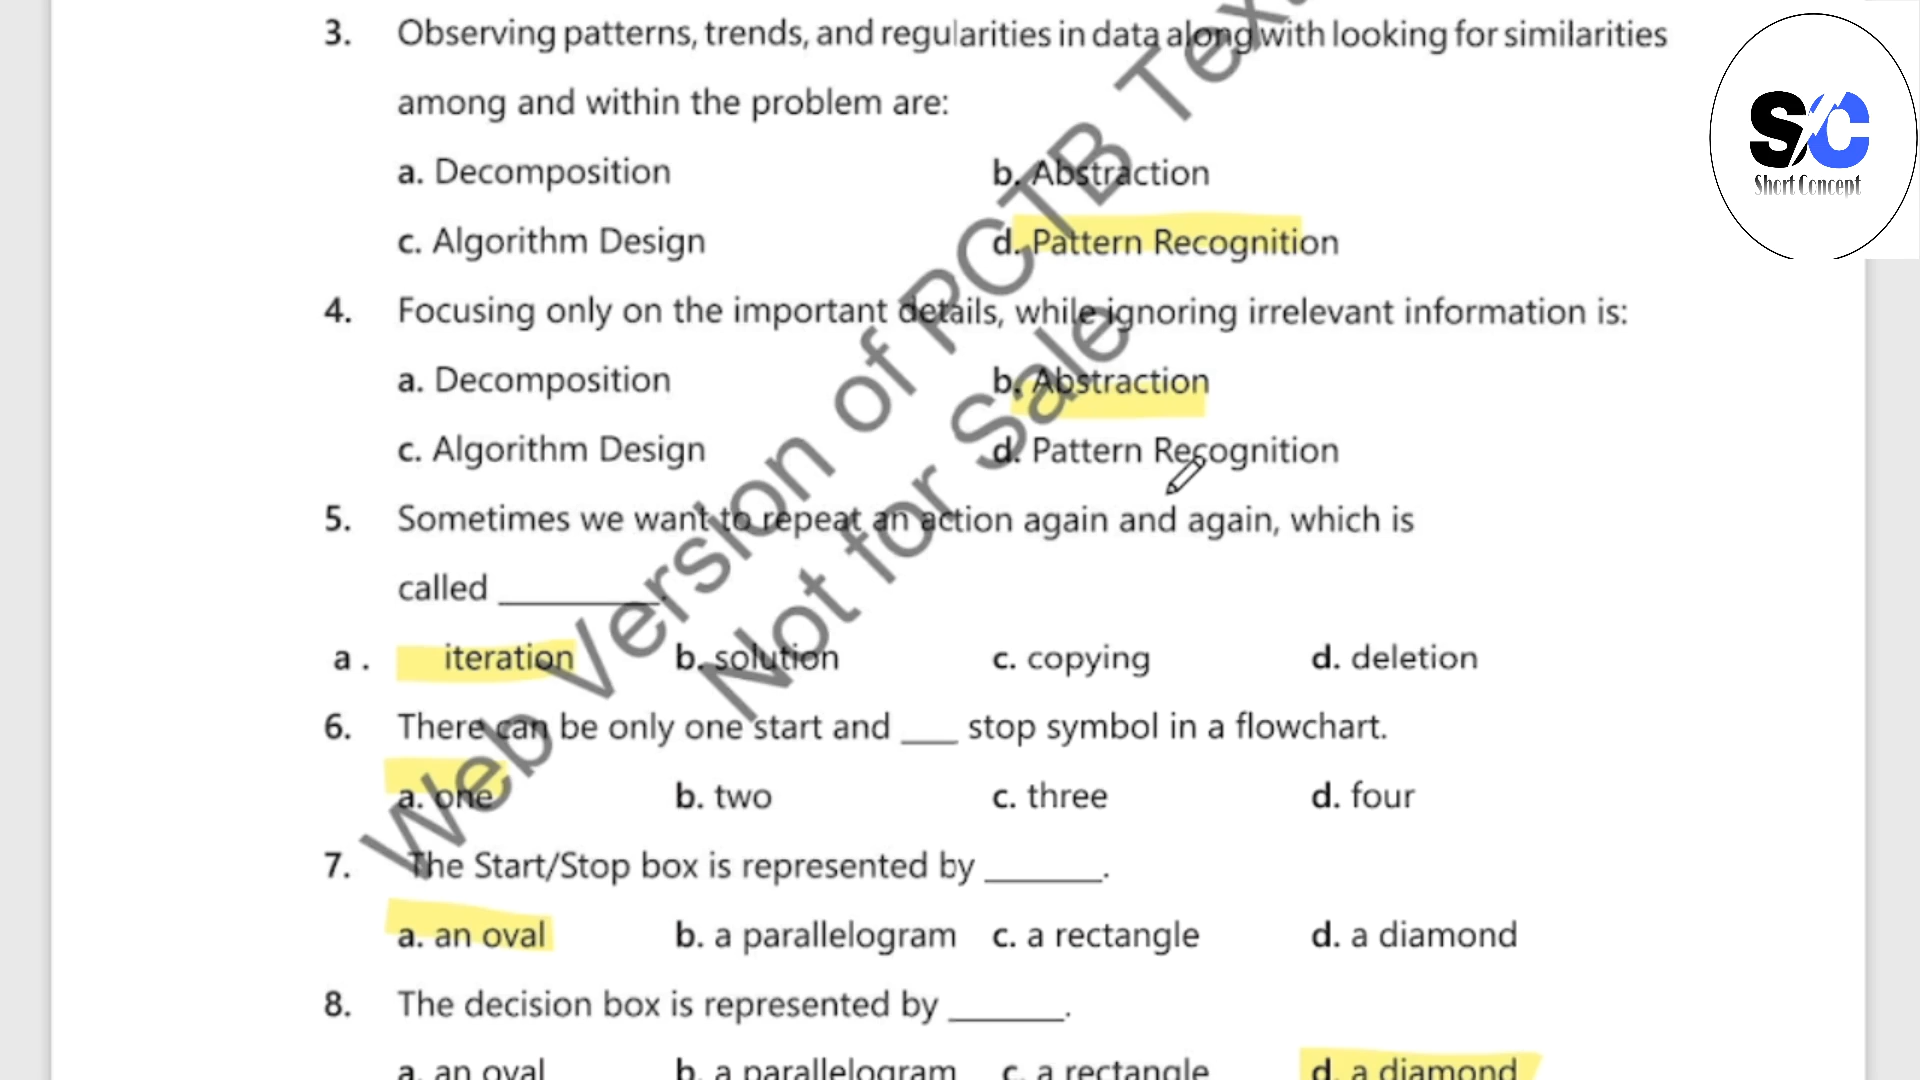 3. Observing patterns, trends, and regularities in data along with looking for similarities
among and within the problem are:
a. Decomposition b. Abstraction
c. Algorithm Design d. Pattern Recognition
4. Focusing only on the important details, while ignoring irrelevant information is:
a. Decomposition b. Abstraction
c. Algorithm Design d. Pattern Recognition
5. Sometimes we want to repeat an action again and again, which is
called __________.
a . iteration b. solution c. copying d. deletion
6. There can be only one start and ____ stop symbol in a flowchart.
a. one b. two c. three d. four
7. The Start/Stop box is represented by ________.
a. an oval b. a parallelogram c. a rectangle d. a diamond
8. The decision box is represented by ________.
a. an oval b. a parallelogram c. a rectangle d. a diamond
Web Version of PCTB
Not for Sale
SC
Short Concept